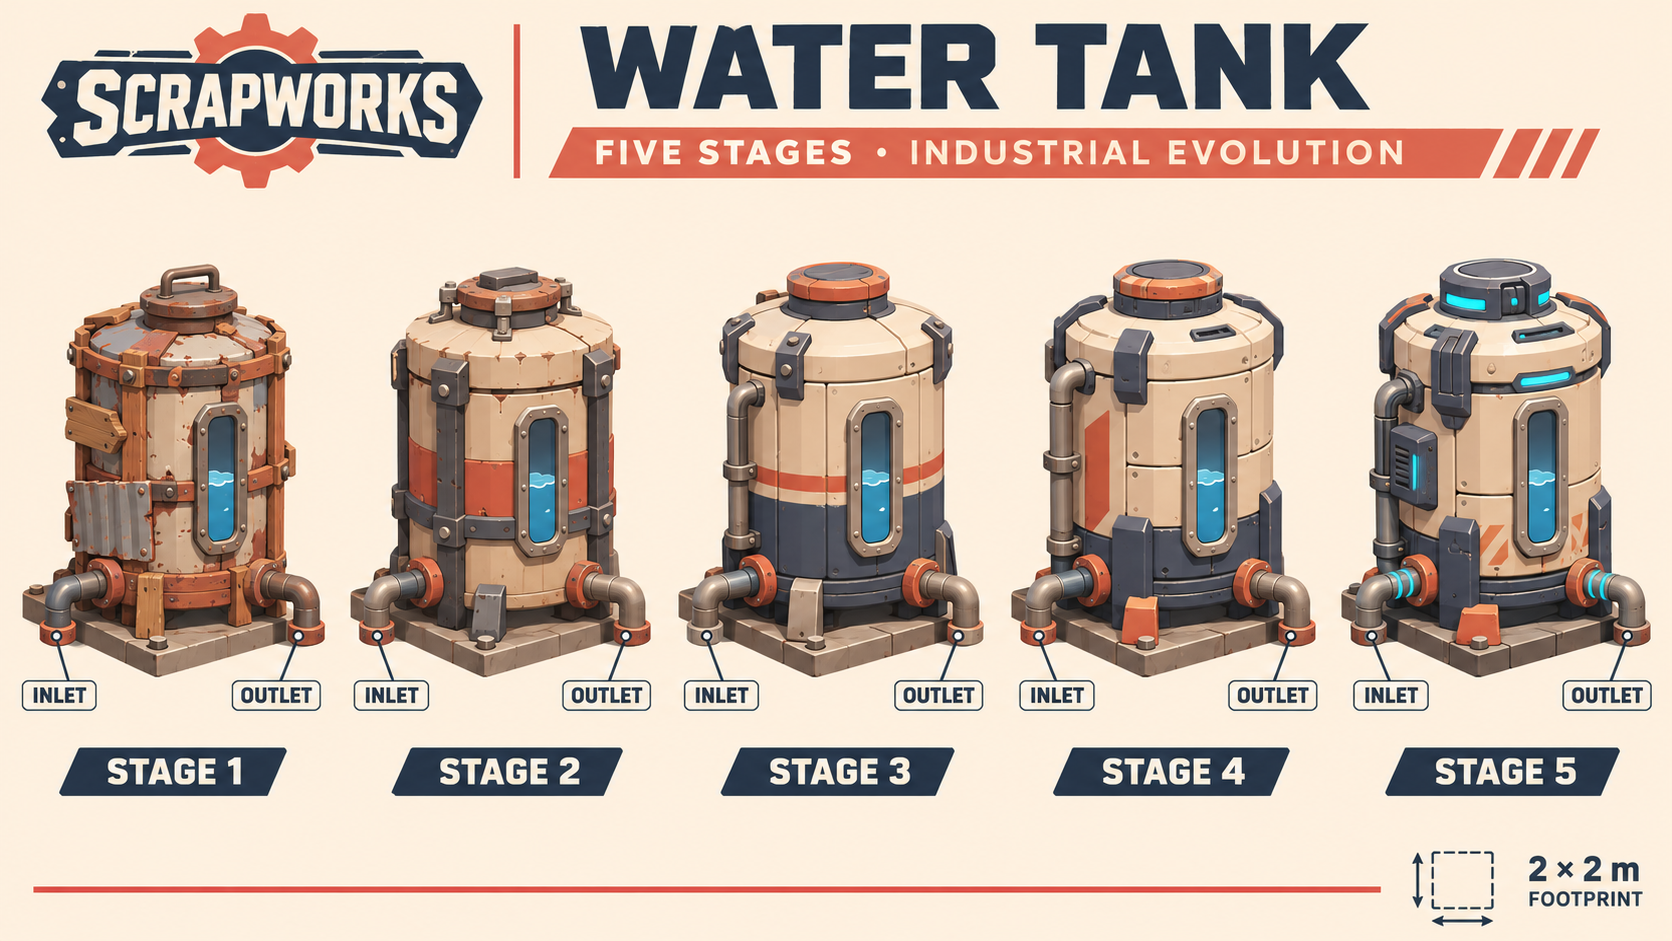 SCRAPWORKS
WATER TANK
FIVE STAGES • INDUSTRIAL EVOLUTION
INLET
OUTLET
INLET
OUTLET
INLET
OUTLET
INLET
OUTLET
INLET
OUTLET
STAGE 1
STAGE 2
STAGE 3
STAGE 4
STAGE 5
2 × 2 m
FOOTPRINT